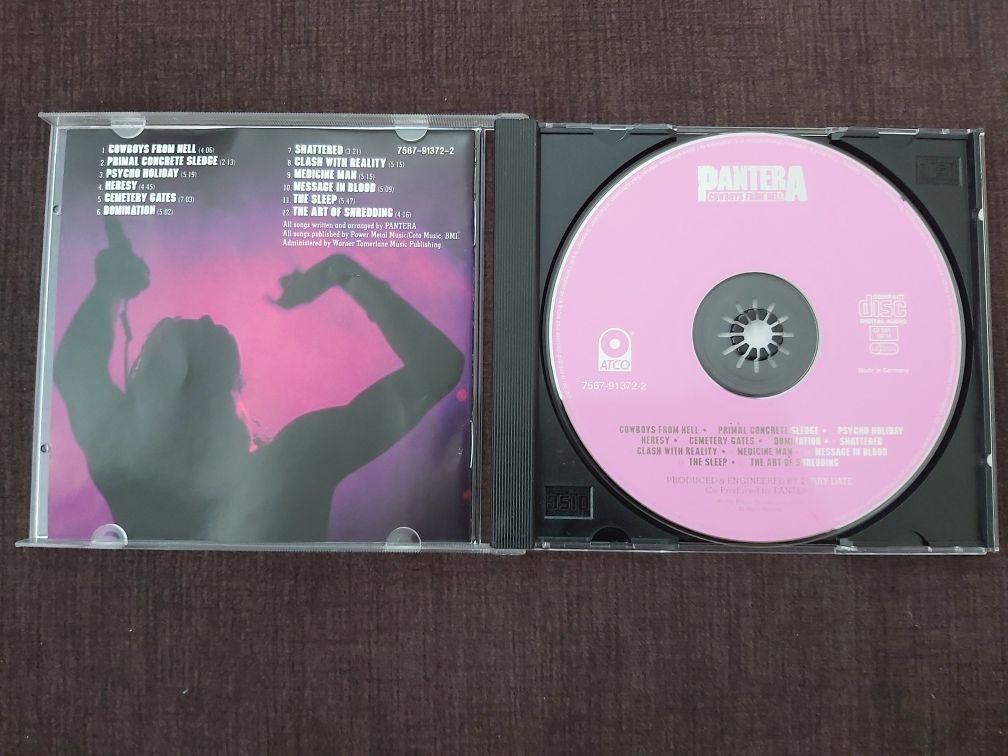 1. COWBOYS FROM HELL (4:06)
2. PRIMAL CONCRETE SLEDGE (2:13)
3. PSYCHO HOLIDAY (5:19)
4. HERESY (4:45)
5. CEMETERY GATES (7:03)
6. DOMINATION (5:02)
7. SHATTERED (3:21)
8. CLASH WITH REALITY (5:15)
9. MEDICINE MAN (5:15)
10. MESSAGE IN BLOOD (5:09)
11. THE SLEEP (5:47)
12. THE ART OF SHREDDING (4:16)
7567-91372-2
All songs written and arranged by PANTERA
All songs published by Power Metal Music/Cota Music, BMI.
Administered by Warner Tamerlane Music Publishing.
PANTERA
COWBOYS FROM HELL
COMPACT
disc
DIGITAL AUDIO
Made in Germany
ATCO
®
7567-91372-2
COWBOYS FROM HELL • PRIMAL CONCRETE SLEDGE • PSYCHO HOLIDAY
HERESY • CEMETERY GATES • DOMINATION • SHATTERED
CLASH WITH REALITY • MEDICINE MAN • MESSAGE IN BLOOD
THE SLEEP • THE ART OF SHREDDING
PRODUCED & ENGINEERED BY TERRY DATE
Co-Produced by PANTERA
disc